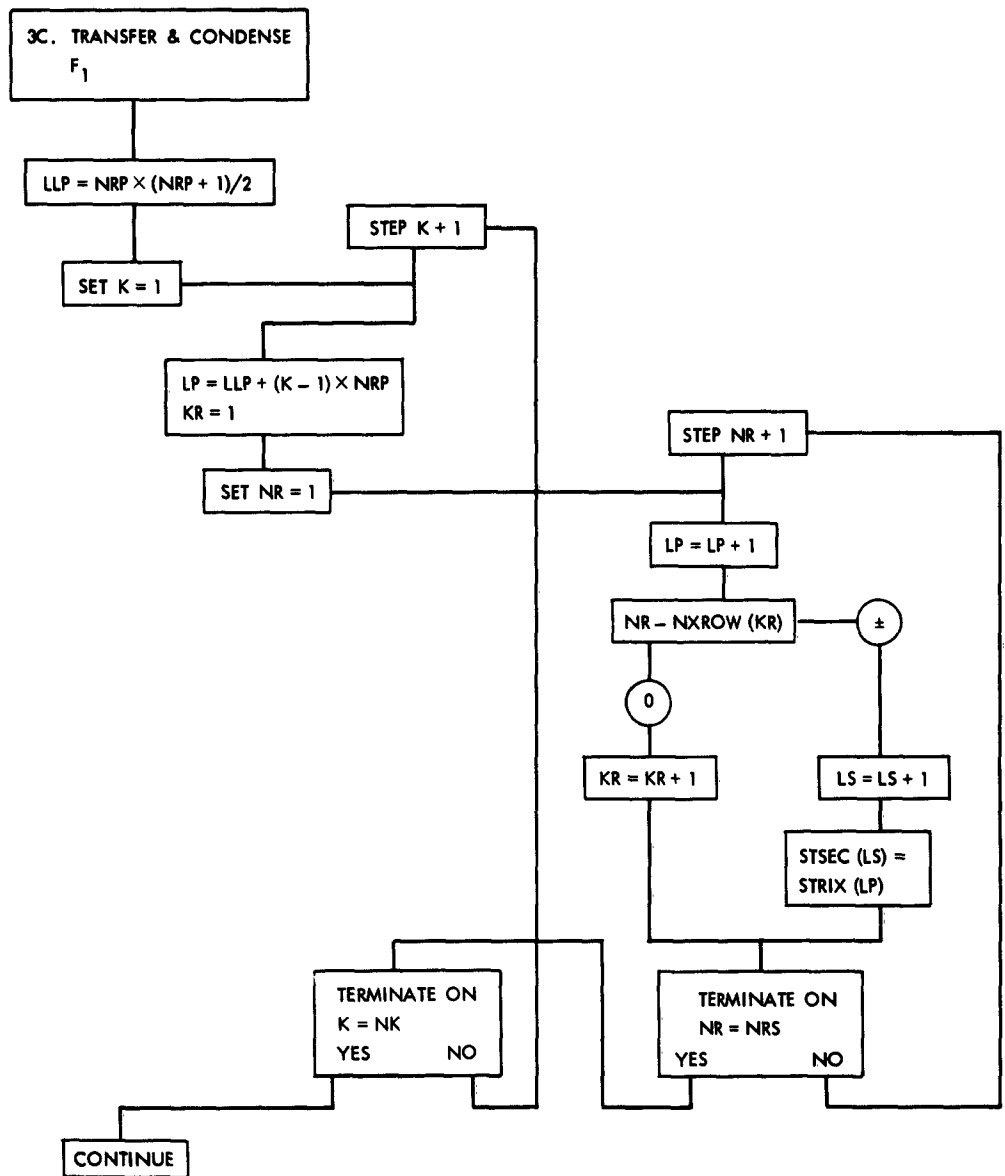 3C. TRANSFER & CONDENSE
F1
LLP = NRP × (NRP + 1)/2
STEP K + 1
SET K = 1
LP = LLP + (K – 1) × NRP
KR = 1
STEP NR + 1
SET NR = 1
LP = LP + 1
NR – NXROW (KR)
±
0
KR = KR + 1
LS = LS + 1
STSEC (LS) =
STRIX (LP)
TERMINATE ON
K = NK
YES NO
TERMINATE ON
NR = NRS
YES NO
CONTINUE